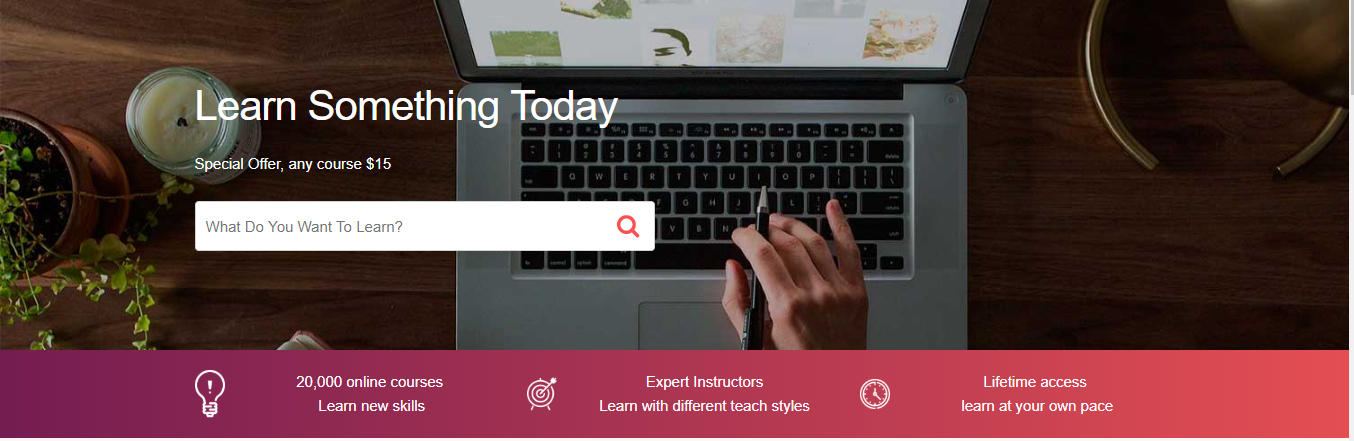 Learn Something Today
Special Offer, any course $15
What Do You Want To Learn?
20,000 online courses
Learn new skills
Expert Instructors
Learn with different teach styles
Lifetime access
learn at your own pace